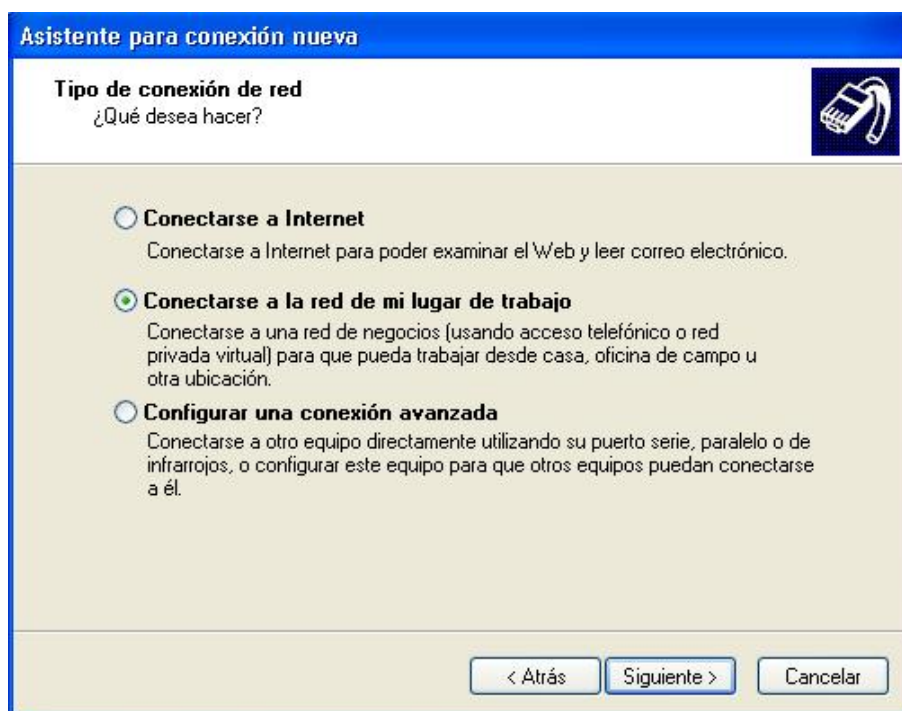 Asistente para conexión nueva
Tipo de conexión de red
¿Qué desea hacer?
Conectarse a Internet
Conectarse a Internet para poder examinar el Web y leer correo electrónico.
Conectarse a la red de mi lugar de trabajo
Conectarse a una red de negocios (usando acceso telefónico o red
privada virtual) para que pueda trabajar desde casa, oficina de campo u
otra ubicación.
Configurar una conexión avanzada
Conectarse a otro equipo directamente utilizando su puerto serie, paralelo o de
infrarrojos, o configurar este equipo para que otros equipos puedan conectarse
a él.
< Atrás
Siguiente >
Cancelar